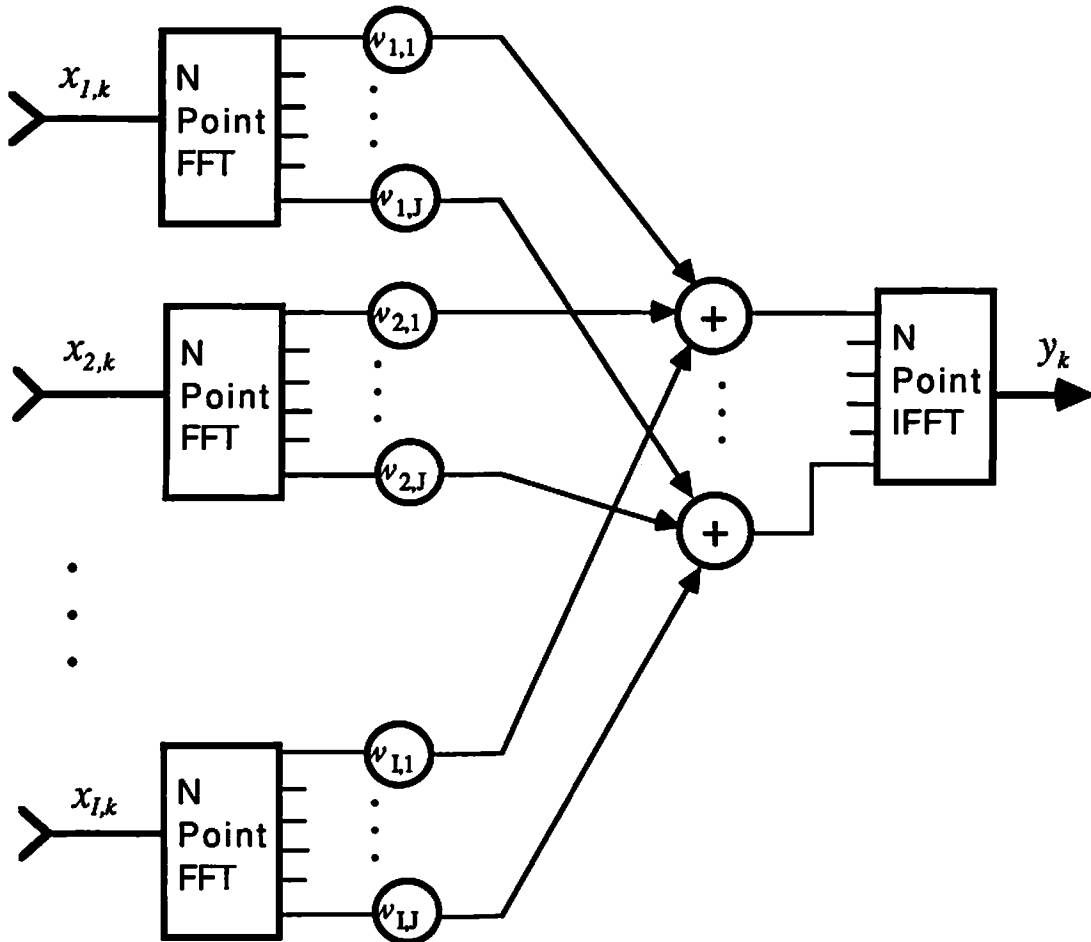 x1,k
N
Point
FFT
w1,1
w1,J
x2,k
N
Point
FFT
w2,1
w2,J
+
+
N
Point
IFFT
yk
xI,k
N
Point
FFT
wI,1
wI,J